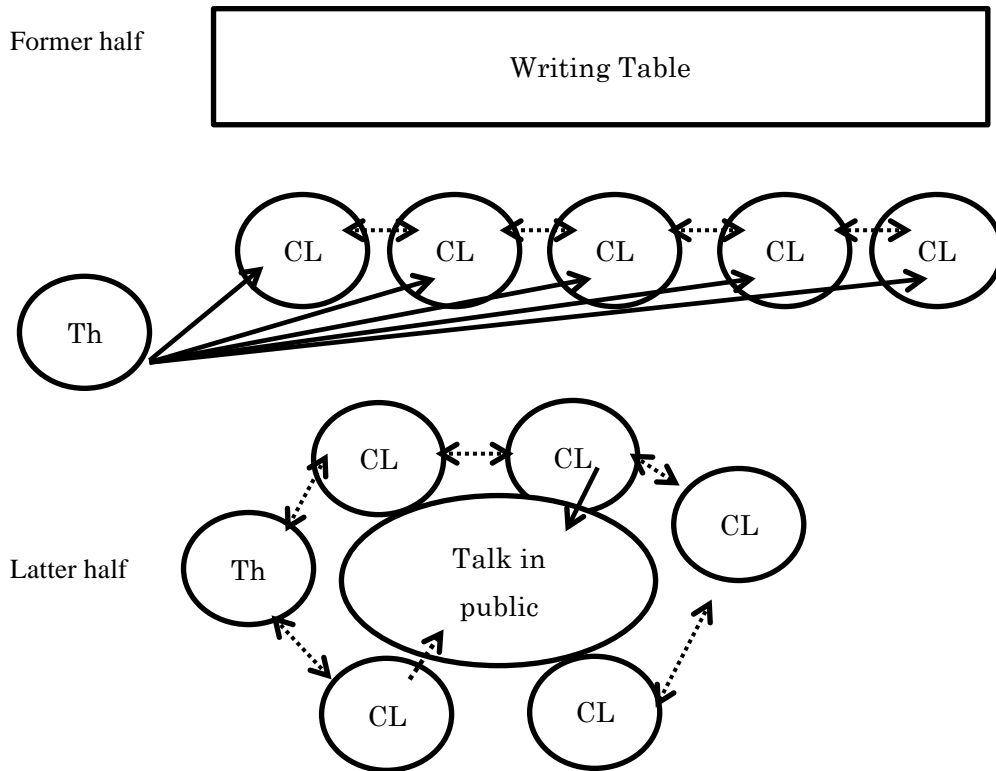 Former half
Writing Table
CL
CL
CL
CL
CL
Th
CL
CL
CL
Latter half
Th
Talk in
public
CL
CL